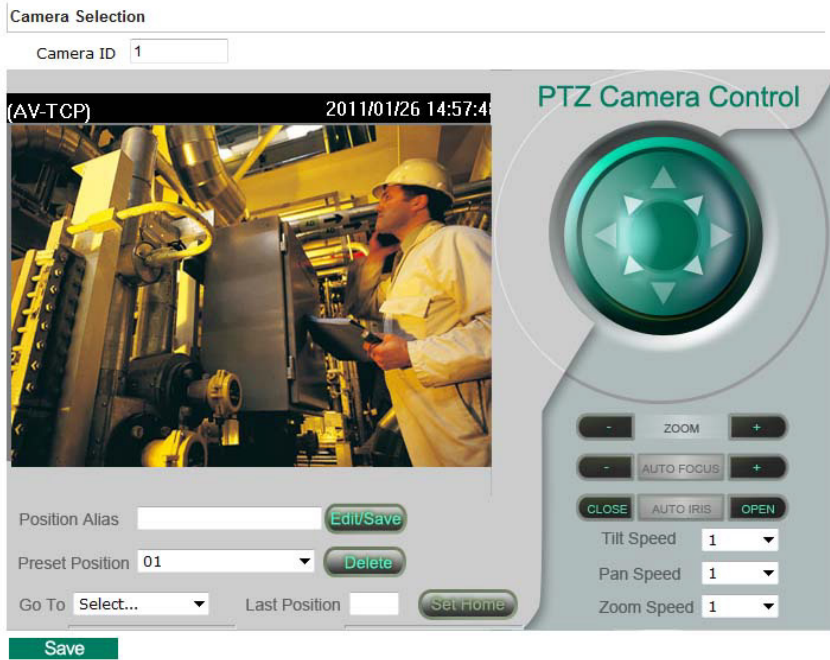 Camera Selection
Camera ID 1
(AV-TCP) 2011/01/26 14:57:48
PTZ Camera Control
- ZOOM +
- AUTO FOCUS +
CLOSE AUTO IRIS OPEN
Tilt Speed 1
Pan Speed 1
Zoom Speed 1
Position Alias Edit/Save
Preset Position 01 Delete
Go To Select... Last Position Set Home
Save